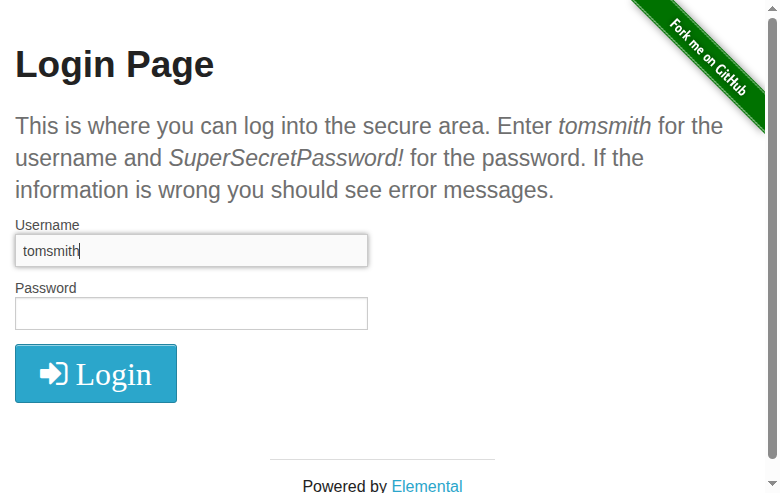 Fork me on GitHub
Login Page
This is where you can log into the secure area. Enter tomsmith for the
username and SuperSecretPassword! for the password. If the
information is wrong you should see error messages.
Username
tomsmith
Password
Login
Powered by Elemental